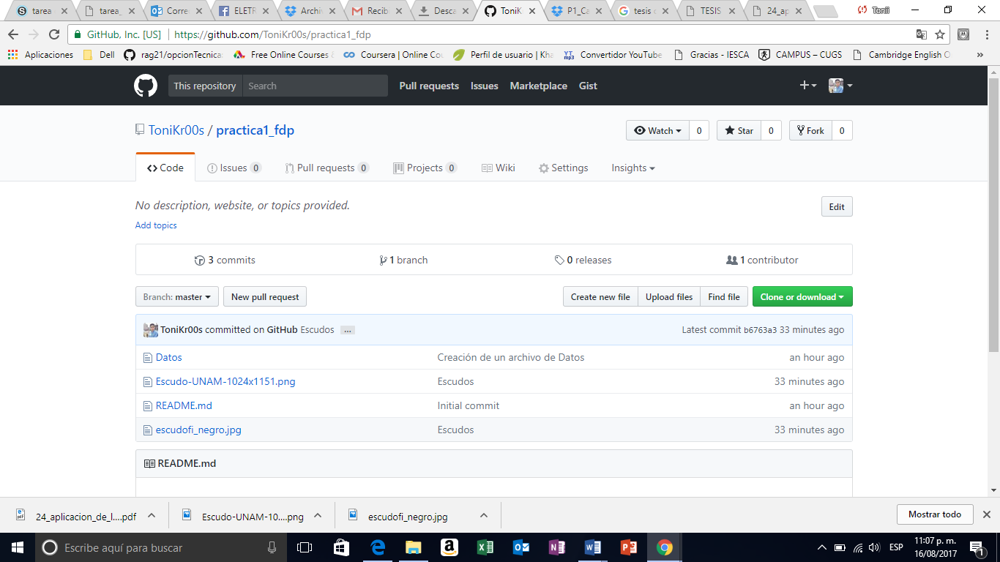 tarea
tarea_
Corre
ELETR
Archiv
Recib
Desca
ToniK
P1_Ca
tesis
TESIS
24_ap
Tonii
GitHub, Inc. [US] https://github.com/ToniKr00s/practica1_fdp
Aplicaciones Dell rag21/opcionTecnica Free Online Courses & Coursera | Online Cou Perfil de usuario | Kha Convertidor YouTube Gracias - IESCA CAMPUS – CUGS Cambridge English O »
This repository Search Pull requests Issues Marketplace Gist
ToniKr00s / practica1_fdp
Watch 0 Star 0 Fork 0
Code Issues 0 Pull requests 0 Projects 0 Wiki Settings Insights
No description, website, or topics provided.
Edit
Add topics
3 commits 1 branch 0 releases 1 contributor
Branch: master New pull request Create new file Upload files Find file Clone or download
ToniKr00s committed on GitHub Escudos ... Latest commit b6763a3 33 minutes ago
Datos Creación de un archivo de Datos an hour ago
Escudo-UNAM-1024x1151.png Escudos 33 minutes ago
README.md Initial commit an hour ago
escudofi_negro.jpg Escudos 33 minutes ago
README.md
24_aplicacion_de_l....pdf Escudo-UNAM-10....png escudofi_negro.jpg Mostrar todo
Escribe aquí para buscar
ESP
11:07 p. m.
16/08/2017
1